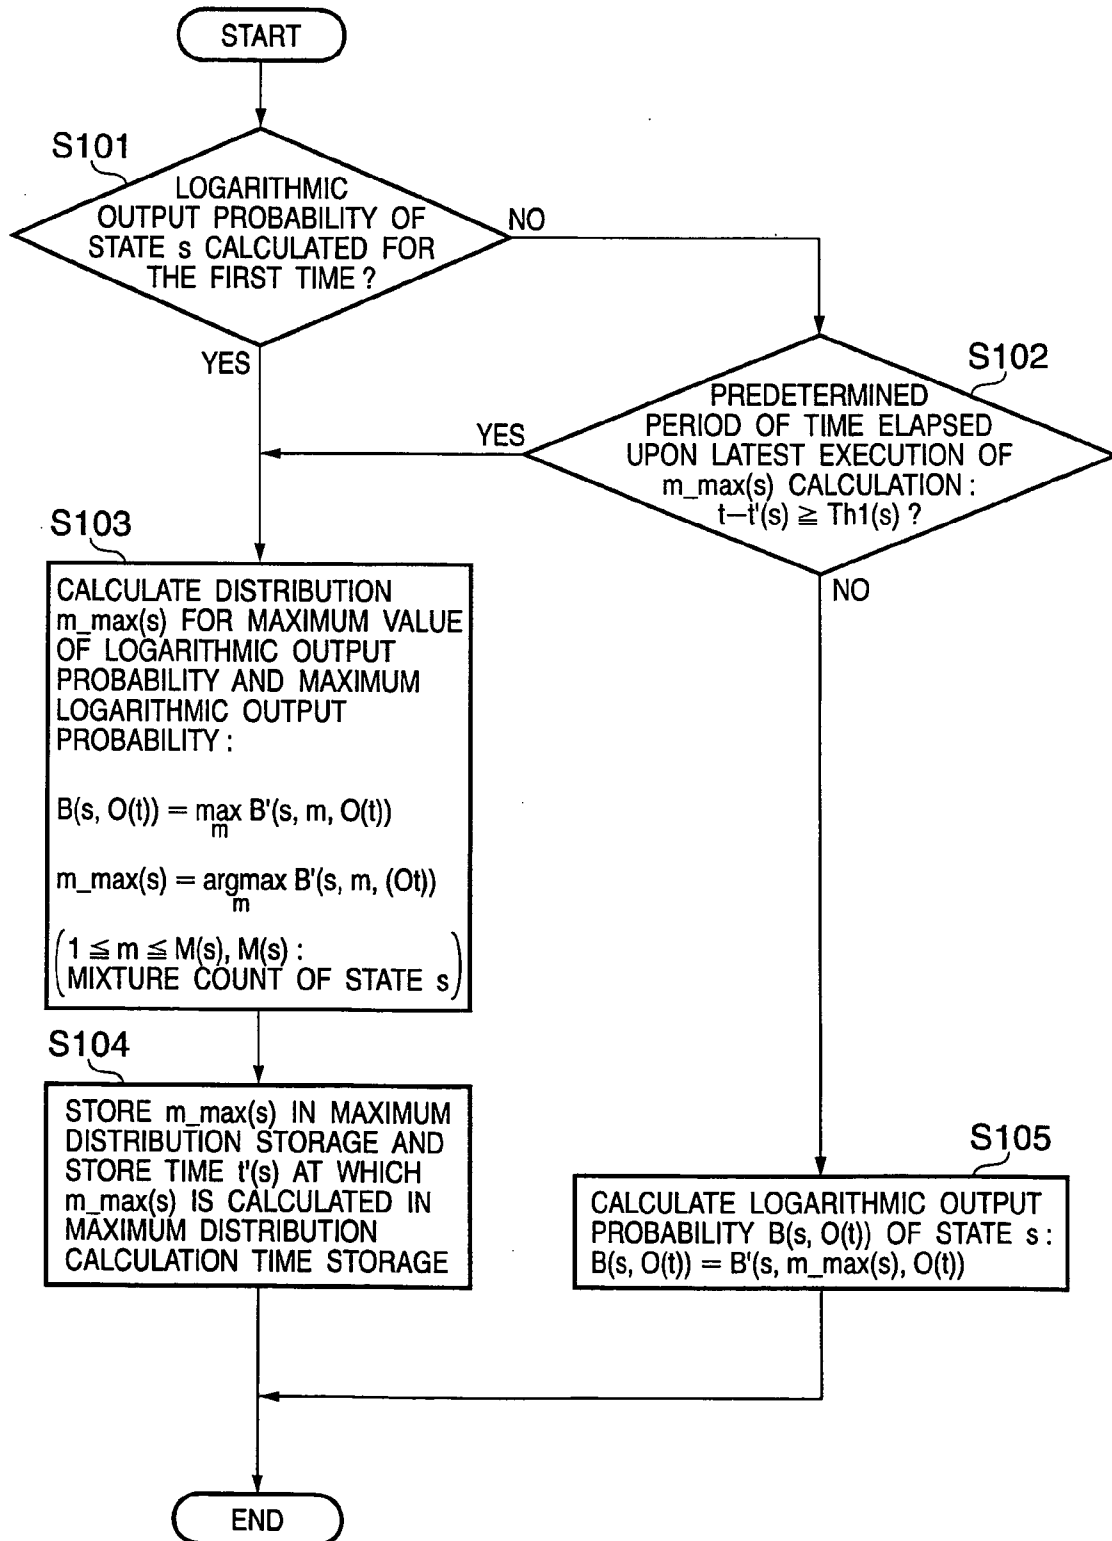 START
S101
LOGARITHMIC
OUTPUT PROBABILITY OF
STATE s CALCULATED FOR
THE FIRST TIME ?
NO
YES
S102
PREDETERMINED
PERIOD OF TIME ELAPSED
UPON LATEST EXECUTION OF
m_max(s) CALCULATION :
t−t'(s) ≧ Th1(s) ?
YES
NO
S103
CALCULATE DISTRIBUTION
m_max(s) FOR MAXIMUM VALUE
OF LOGARITHMIC OUTPUT
PROBABILITY AND MAXIMUM
LOGARITHMIC OUTPUT
PROBABILITY :
B(s, O(t)) = max B'(s, m, O(t))
m
m_max(s) = argmax B'(s, m, (Ot))
m
(1 ≦ m ≦ M(s), M(s) :
MIXTURE COUNT OF STATE s)
S104
STORE m_max(s) IN MAXIMUM
DISTRIBUTION STORAGE AND
STORE TIME t'(s) AT WHICH
m_max(s) IS CALCULATED IN
MAXIMUM DISTRIBUTION
CALCULATION TIME STORAGE
S105
CALCULATE LOGARITHMIC OUTPUT
PROBABILITY B(s, O(t)) OF STATE s :
B(s, O(t)) = B'(s, m_max(s), O(t))
END